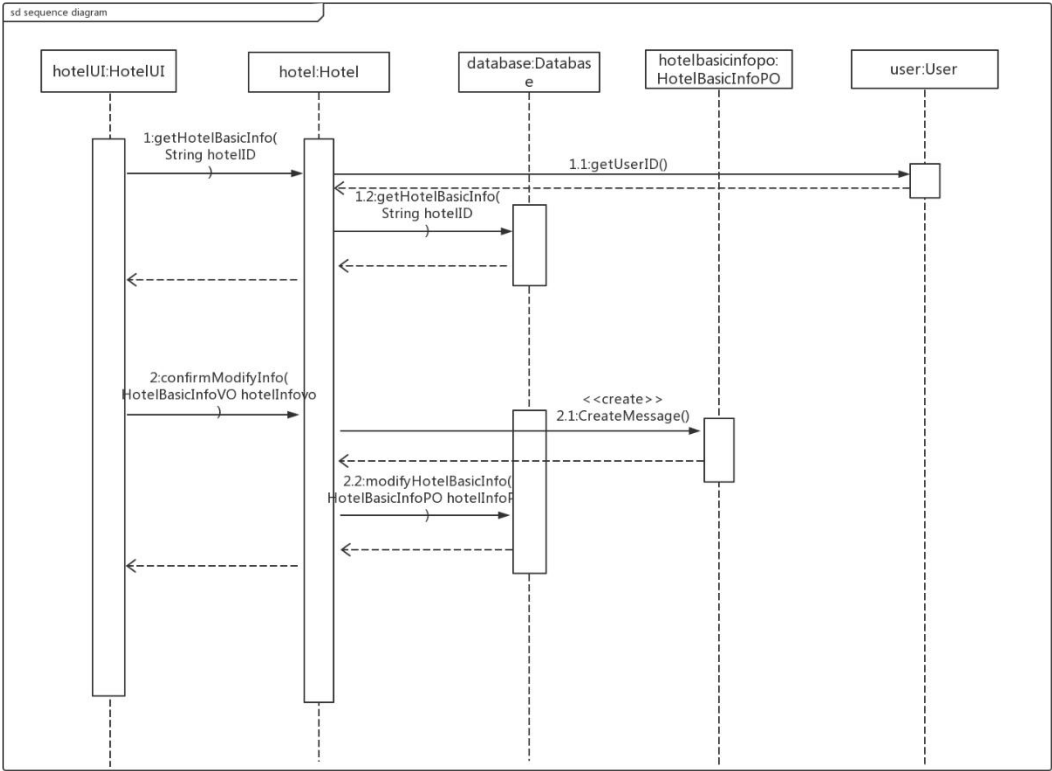 sd sequence diagram
hotelUI:HotelUI
hotel:Hotel
database:Databas
e
hotelbasicinfopo:
HotelBasicInfoPO
user:User
1:getHotelBasicInfo(
String hotelID
)
1.1:getUserID()
1.2:getHotelBasicInfo(
String hotelID
)
2:confirmModifyInfo(
HotelBasicInfoVO hotelInfovo
)
<<create>>
2.1:CreateMessage()
2.2:modifyHotelBasicInfo(
HotelBasicInfoPO hotelInfoP
)